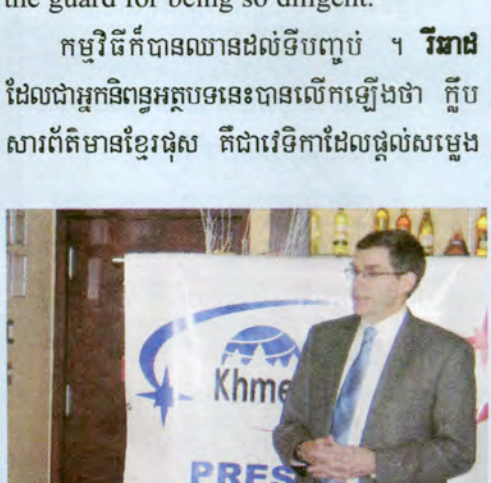 the guard for being so diligent.
កម្មវិធីក៏បានឈានដល់ទីបញ្ចប់ ។ រីឆាដ
ដែលជាអ្នកនិពន្ធអត្ថបទនេះបានលើកឡើងថា ក្លឹប
សារព័ត៌មានខ្មែរផុស គឺជាវេទិកាដែលផ្តល់សម្លេង
Khme
PRES